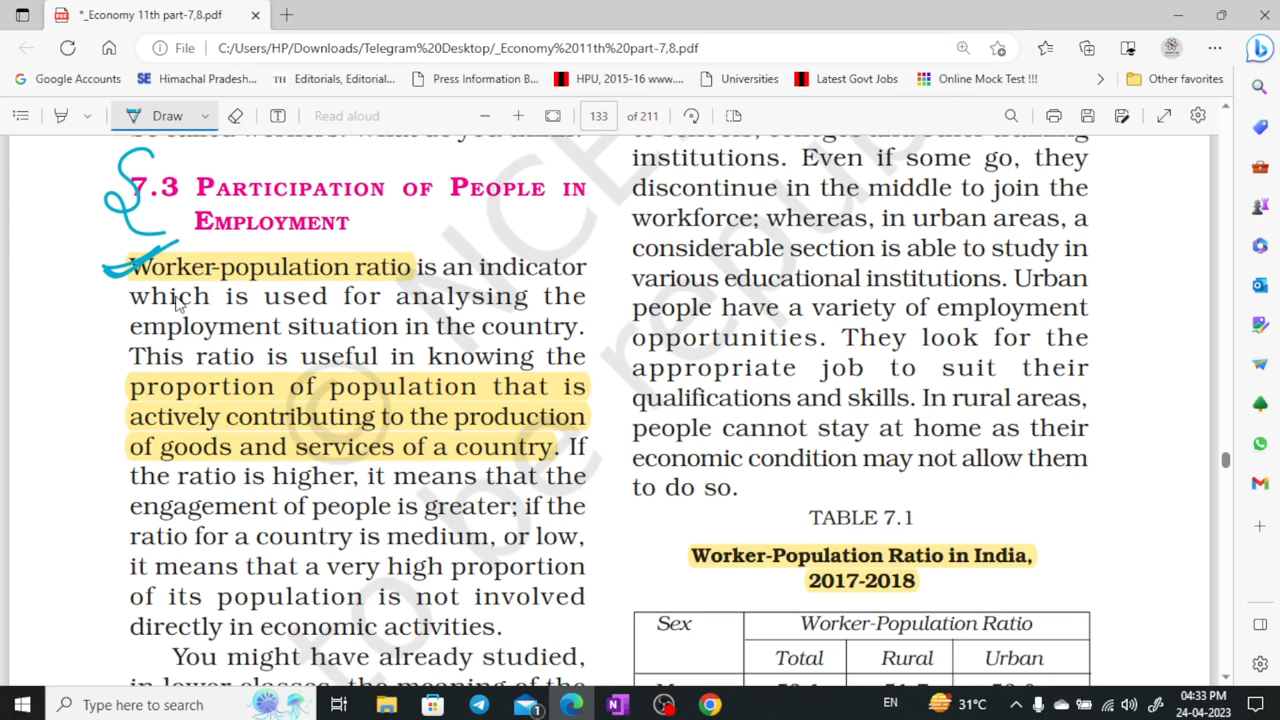 *_Economy 11th part-7,8.pdf
File
C:/Users/HP/Downloads/Telegram%20Desktop/_Economy%2011th%20part-7,8.pdf
Google Accounts
Himachal Pradesh...
Editorials, Editorial...
Press Information B...
HPU, 2015-16 www....
Universities
Latest Govt Jobs
Online Mock Test !!!
Other favorites
Draw
Read aloud
133 of 211
7.3 PARTICIPATION OF PEOPLE IN
EMPLOYMENT
Worker-population ratio is an indicator
which is used for analysing the
employment situation in the country.
This ratio is useful in knowing the
proportion of population that is
actively contributing to the production
of goods and services of a country. If
the ratio is higher, it means that the
engagement of people is greater; if the
ratio for a country is medium, or low,
it means that a very high proportion
of its population is not involved
directly in economic activities.
You might have already studied,
institutions. Even if some go, they
discontinue in the middle to join the
workforce; whereas, in urban areas, a
considerable section is able to study in
various educational institutions. Urban
people have a variety of employment
opportunities. They look for the
appropriate job to suit their
qualifications and skills. In rural areas,
people cannot stay at home as their
economic condition may not allow them
to do so.
TABLE 7.1
Worker-Population Ratio in India,
2017-2018
Sex
Worker-Population Ratio
Total Rural Urban
Type here to search
EN
31°C
04:33 PM
24-04-2023